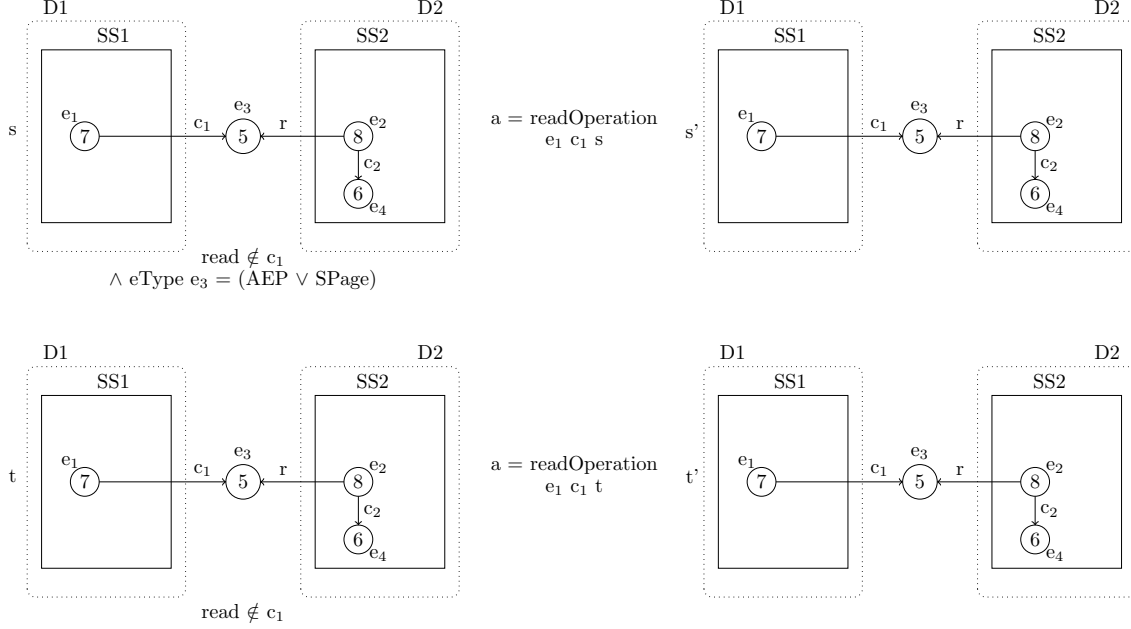 D1 D2 D1 D2
SS1 SS2 SS1 SS2
e₃ e₃
e₁ c₁ r e₂ a = readOperation e₁ c₁ r e₂
s 7 5 8 e₁ c₁ s s’ 7 5 8
c₂ c₂
6 6
e₄ e₄
read ∉ c₁
∧ eType e₃ = (AEP ∨ SPage)
D1 D2 D1 D2
SS1 SS2 SS1 SS2
e₃ e₃
e₁ c₁ r e₂ a = readOperation e₁ c₁ r e₂
t 7 5 8 e₁ c₁ t t’ 7 5 8
c₂ c₂
6 6
e₄ e₄
read ∉ c₁